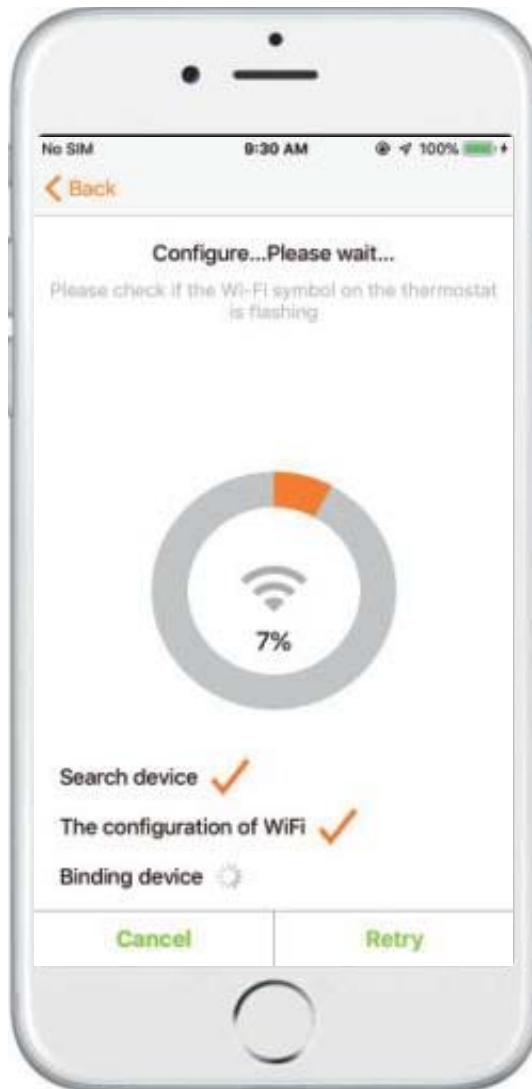 No SIM 9:30 AM 100%
Back
Configure...Please wait...
Please check if the Wi-Fi symbol on the thermostat
is flashing
7%
Search device
The configuration of WiFi
Binding device
Cancel Retry